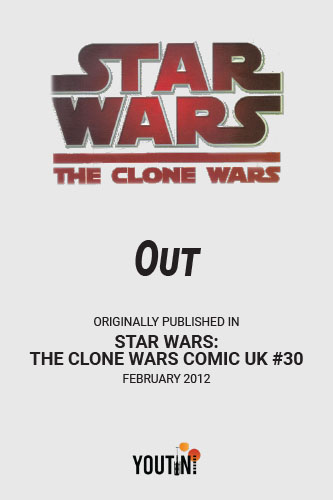 STAR
WARS
THE CLONE WARS
OUT
ORIGINALLY PUBLISHED IN
STAR WARS:
THE CLONE WARS COMIC UK #30
FEBRUARY 2012
YOUTINI